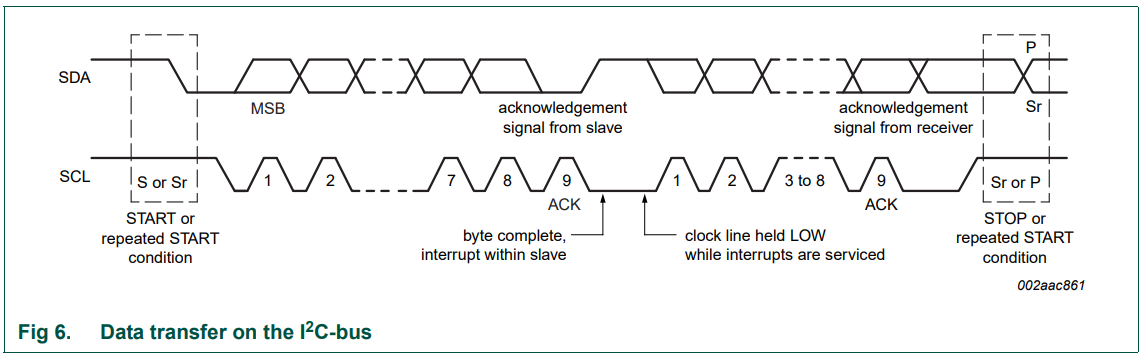 P
SDA
MSB
acknowledgement
signal from slave
acknowledgement
signal from receiver
Sr
SCL
S or Sr
1
2
7
8
9
1
2
3 to 8
9
Sr or P
ACK
ACK
START or
repeated START
condition
byte complete,
interrupt within slave
clock line held LOW
while interrupts are serviced
STOP or
repeated START
condition
002aac861
Fig 6. Data transfer on the I²C-bus